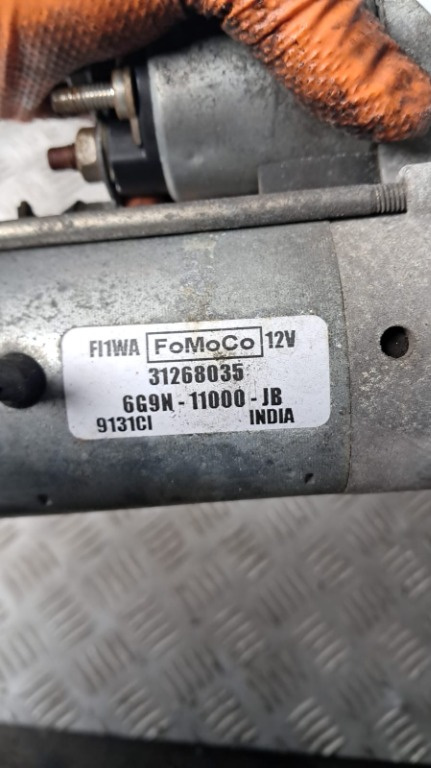 FI1WA FoMoCo 12V
31268035
6G9N - 11000 - JB
9131CI INDIA